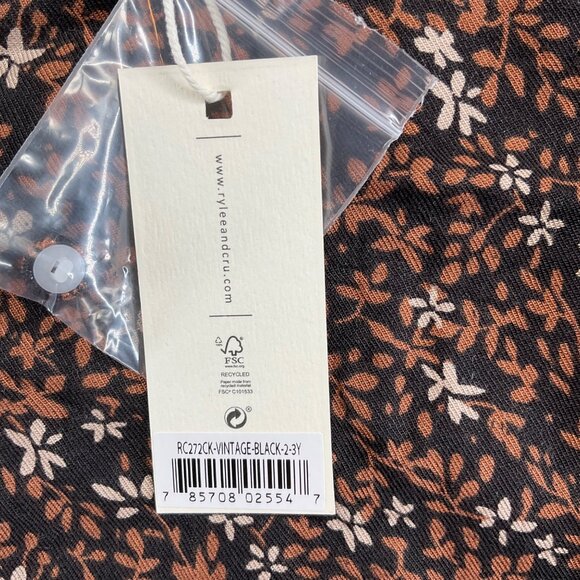 www.ryleeandcru.com
FSC
www.fsc.org
RECYCLED
Paper made from
recycled material
FSC® C101533
RC272CK-VINTAGE-BLACK-2-3Y
7 85708 02554 7